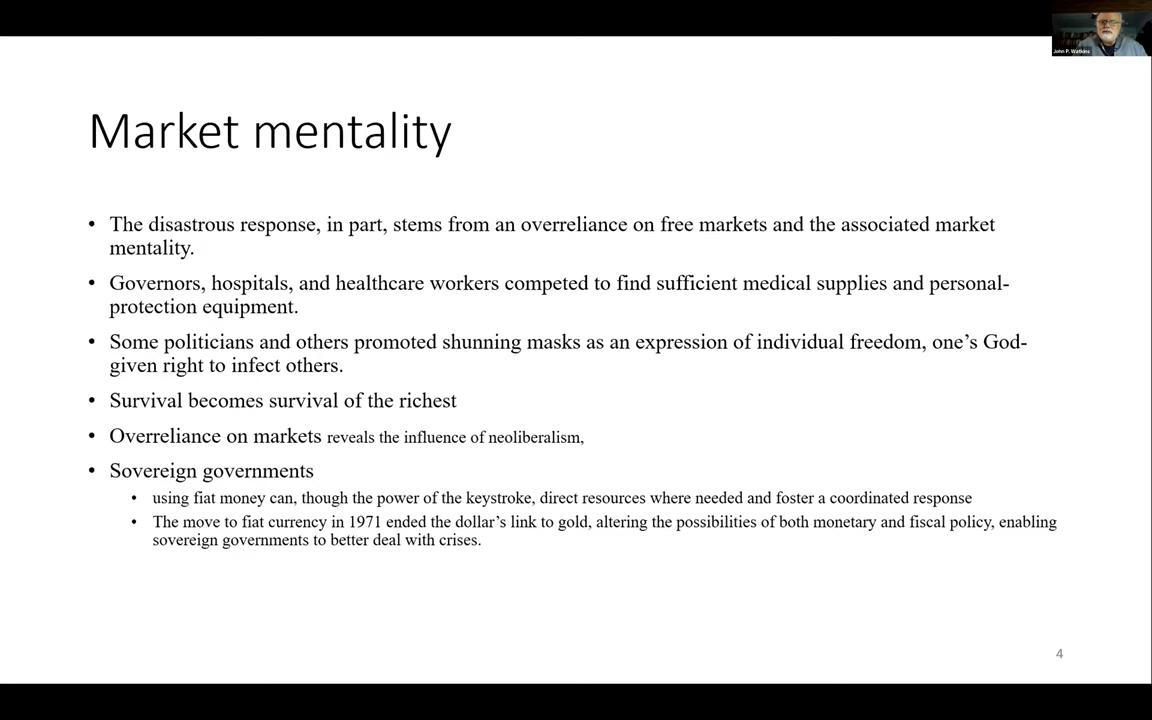 John P. Watkins
Market mentality
• The disastrous response, in part, stems from an overreliance on free markets and the associated market
mentality.
• Governors, hospitals, and healthcare workers competed to find sufficient medical supplies and personal-
protection equipment.
• Some politicians and others promoted shunning masks as an expression of individual freedom, one’s God-
given right to infect others.
• Survival becomes survival of the richest
• Overreliance on markets reveals the influence of neoliberalism,
• Sovereign governments
• using fiat money can, though the power of the keystroke, direct resources where needed and foster a coordinated response
• The move to fiat currency in 1971 ended the dollar’s link to gold, altering the possibilities of both monetary and fiscal policy, enabling
sovereign governments to better deal with crises.
4